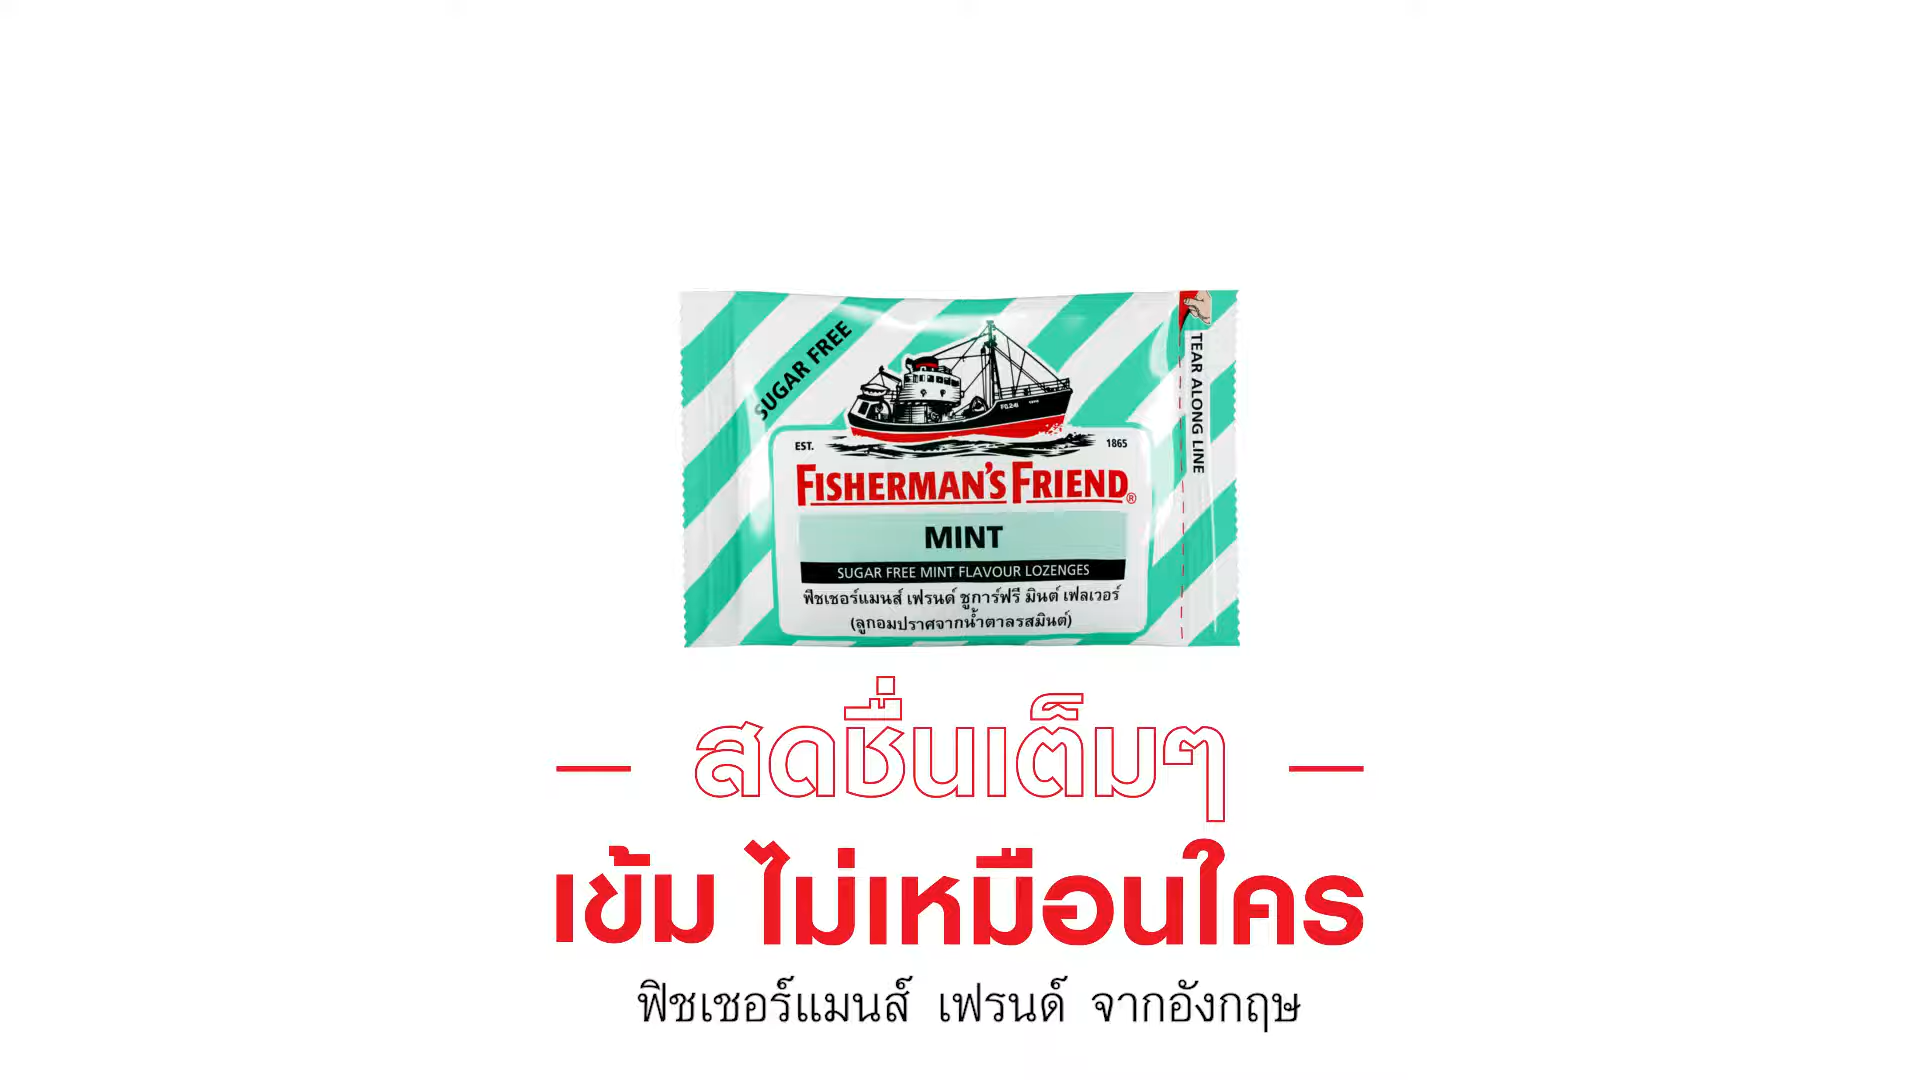 SUGAR FREE
TEAR ALONG LINE
FD.241
EST. 1865
FISHERMAN'S FRIEND®
MINT
SUGAR FREE MINT FLAVOUR LOZENGES
ฟิชเชอร์แมนส์ เฟรนด์ ชูการ์ฟรี มินต์ เฟลเวอร์
(ลูกอมปราศจากน้ำตาลรสมินต์)
สดชื่นเต็มๆ
เข้ม ไม่เหมือนใคร
ฟิชเชอร์แมนส์ เฟรนด์ จากอังกฤษ